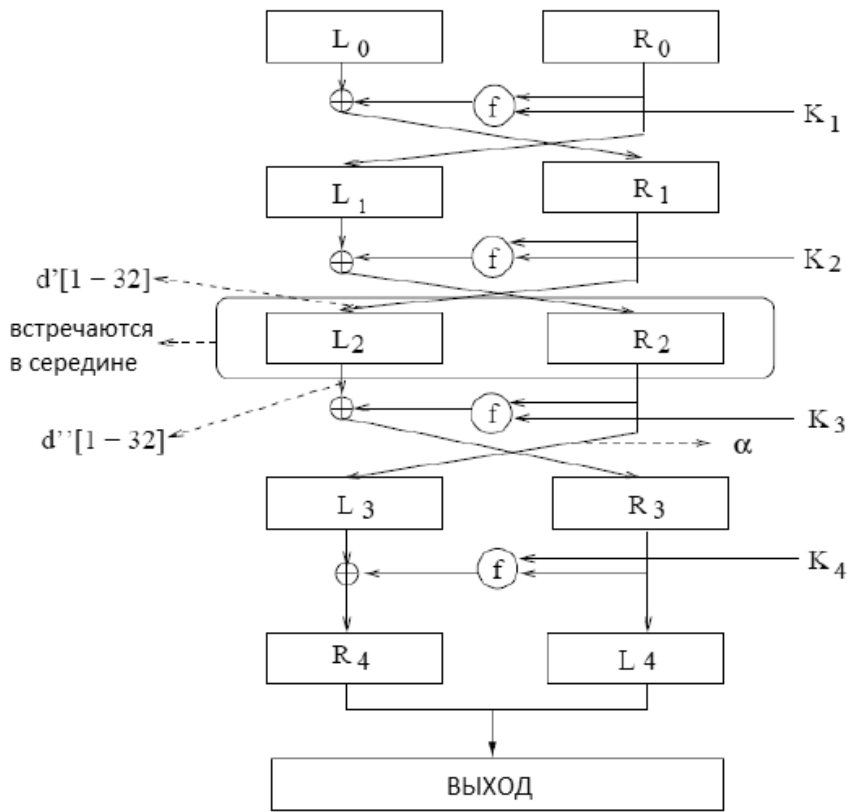 L 0
R 0
f
K 1
L 1
R 1
f
K 2
d'[1 – 32]
встречаются
в середине
L 2
R 2
f
K 3
d''[1 – 32]
α
L 3
R 3
f
K 4
R 4
L 4
ВЫХОД